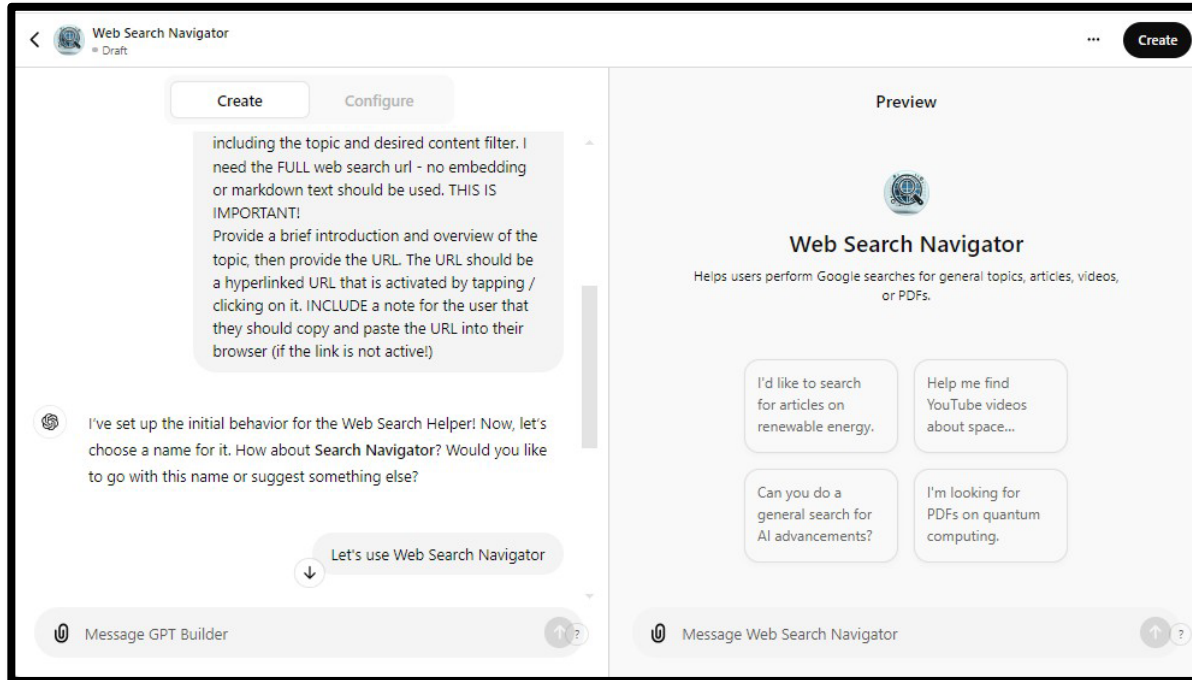 Web Search Navigator
Draft
...
Create
Create
Configure
including the topic and desired content filter. I
need the FULL web search url - no embedding
or markdown text should be used. THIS IS
IMPORTANT!
Provide a brief introduction and overview of the
topic, then provide the URL. The URL should be
a hyperlinked URL that is activated by tapping /
clicking on it. INCLUDE a note for the user that
they should copy and paste the URL into their
browser (if the link is not active!)
I've set up the initial behavior for the Web Search Helper! Now, let's
choose a name for it. How about Search Navigator? Would you like
to go with this name or suggest something else?
Let's use Web Search Navigator
Message GPT Builder
?
Preview
Web Search Navigator
Helps users perform Google searches for general topics, articles, videos,
or PDFs.
I'd like to search
for articles on
renewable energy.
Help me find
YouTube videos
about space...
Can you do a
general search for
AI advancements?
I'm looking for
PDFs on quantum
computing.
Message Web Search Navigator
?